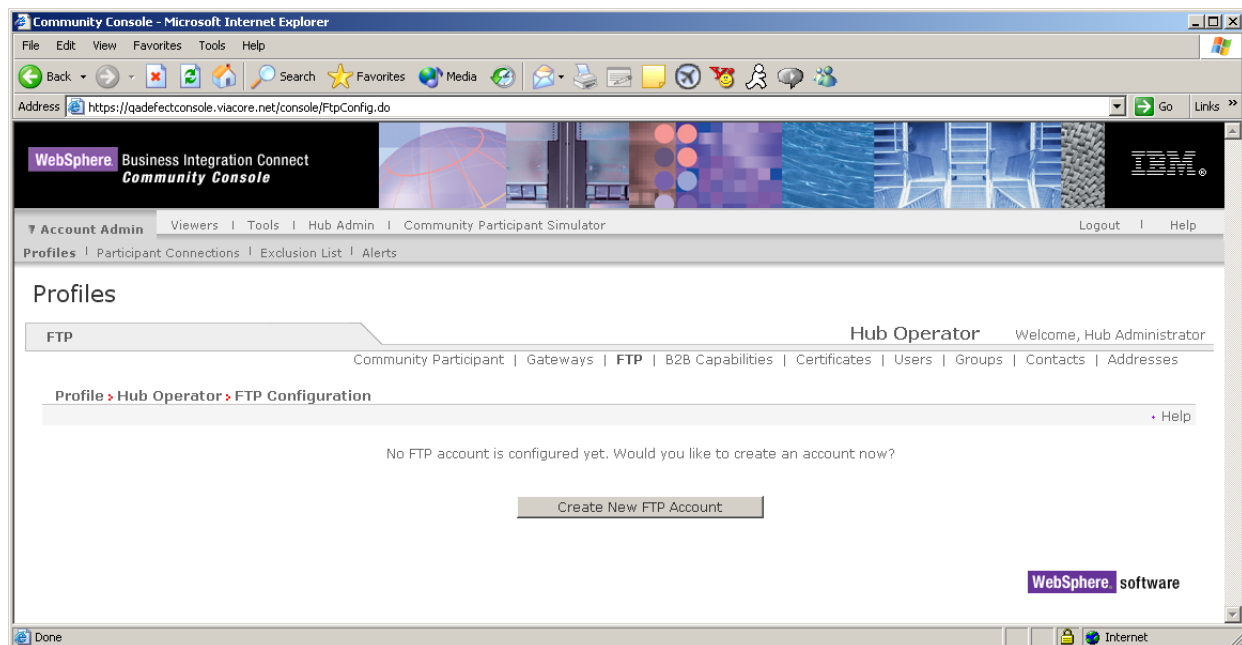 Community Console - Microsoft Internet Explorer
File Edit View Favorites Tools Help
Back Search Favorites Media
Address https://qadefectconsole.viacore.net/console/FtpConfig.do Go Links »
WebSphere. Business Integration Connect
Community Console
IBM®
Account Admin Viewers | Tools | Hub Admin | Community Participant Simulator Logout | Help
Profiles | Participant Connections | Exclusion List | Alerts
Profiles
FTP Hub Operator Welcome, Hub Administrator
Community Participant | Gateways | FTP | B2B Capabilities | Certificates | Users | Groups | Contacts | Addresses
Profile > Hub Operator > FTP Configuration
• Help
No FTP account is configured yet. Would you like to create an account now?
Create New FTP Account
WebSphere. software
Done Internet